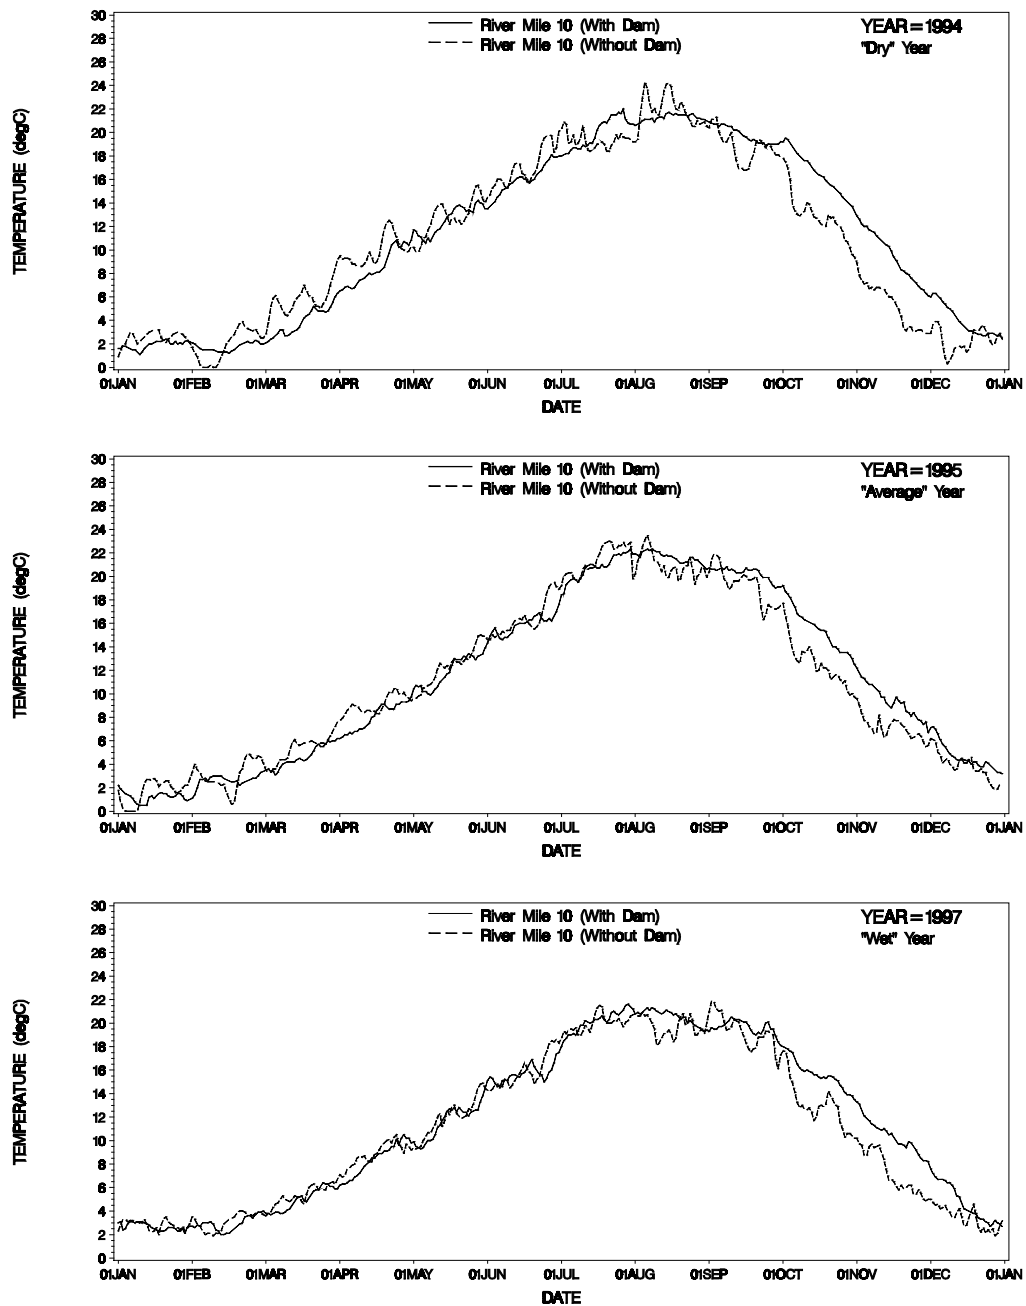 River Mile 10 (With Dam)
River Mile 10 (Without Dam)
YEAR=1994
"Dry" Year
TEMPERATURE (degC)
30
28
26
24
22
20
18
16
14
12
10
8
6
4
2
0
01JAN 01FEB 01MAR 01APR 01MAY 01JUN 01JUL 01AUG 01SEP 01OCT 01NOV 01DEC 01JAN
DATE
River Mile 10 (With Dam)
River Mile 10 (Without Dam)
YEAR=1995
"Average" Year
TEMPERATURE (degC)
30
28
26
24
22
20
18
16
14
12
10
8
6
4
2
0
01JAN 01FEB 01MAR 01APR 01MAY 01JUN 01JUL 01AUG 01SEP 01OCT 01NOV 01DEC 01JAN
DATE
River Mile 10 (With Dam)
River Mile 10 (Without Dam)
YEAR=1997
"Wet" Year
TEMPERATURE (degC)
30
28
26
24
22
20
18
16
14
12
10
8
6
4
2
0
01JAN 01FEB 01MAR 01APR 01MAY 01JUN 01JUL 01AUG 01SEP 01OCT 01NOV 01DEC 01JAN
DATE